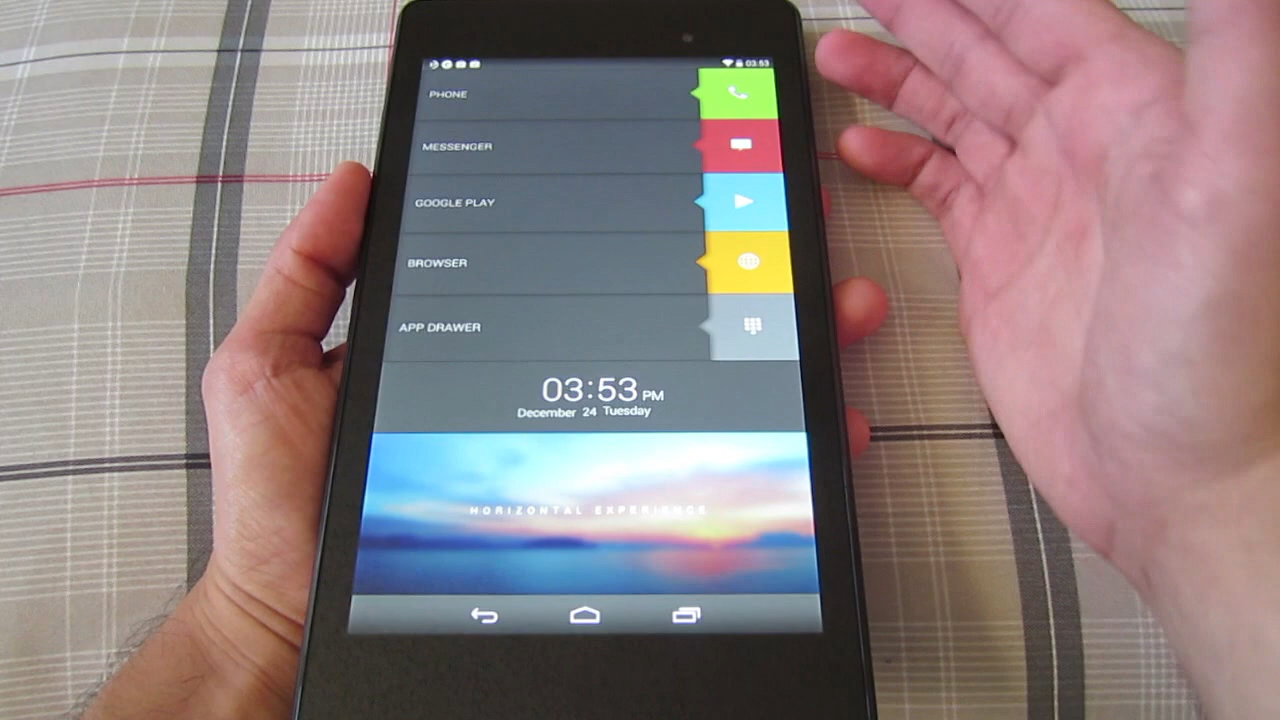 03:53
PHONE
MESSENGER
GOOGLE PLAY
BROWSER
APP DRAWER
03:53 PM
December 24 Tuesday
HORIZONTAL EXPERIENCE